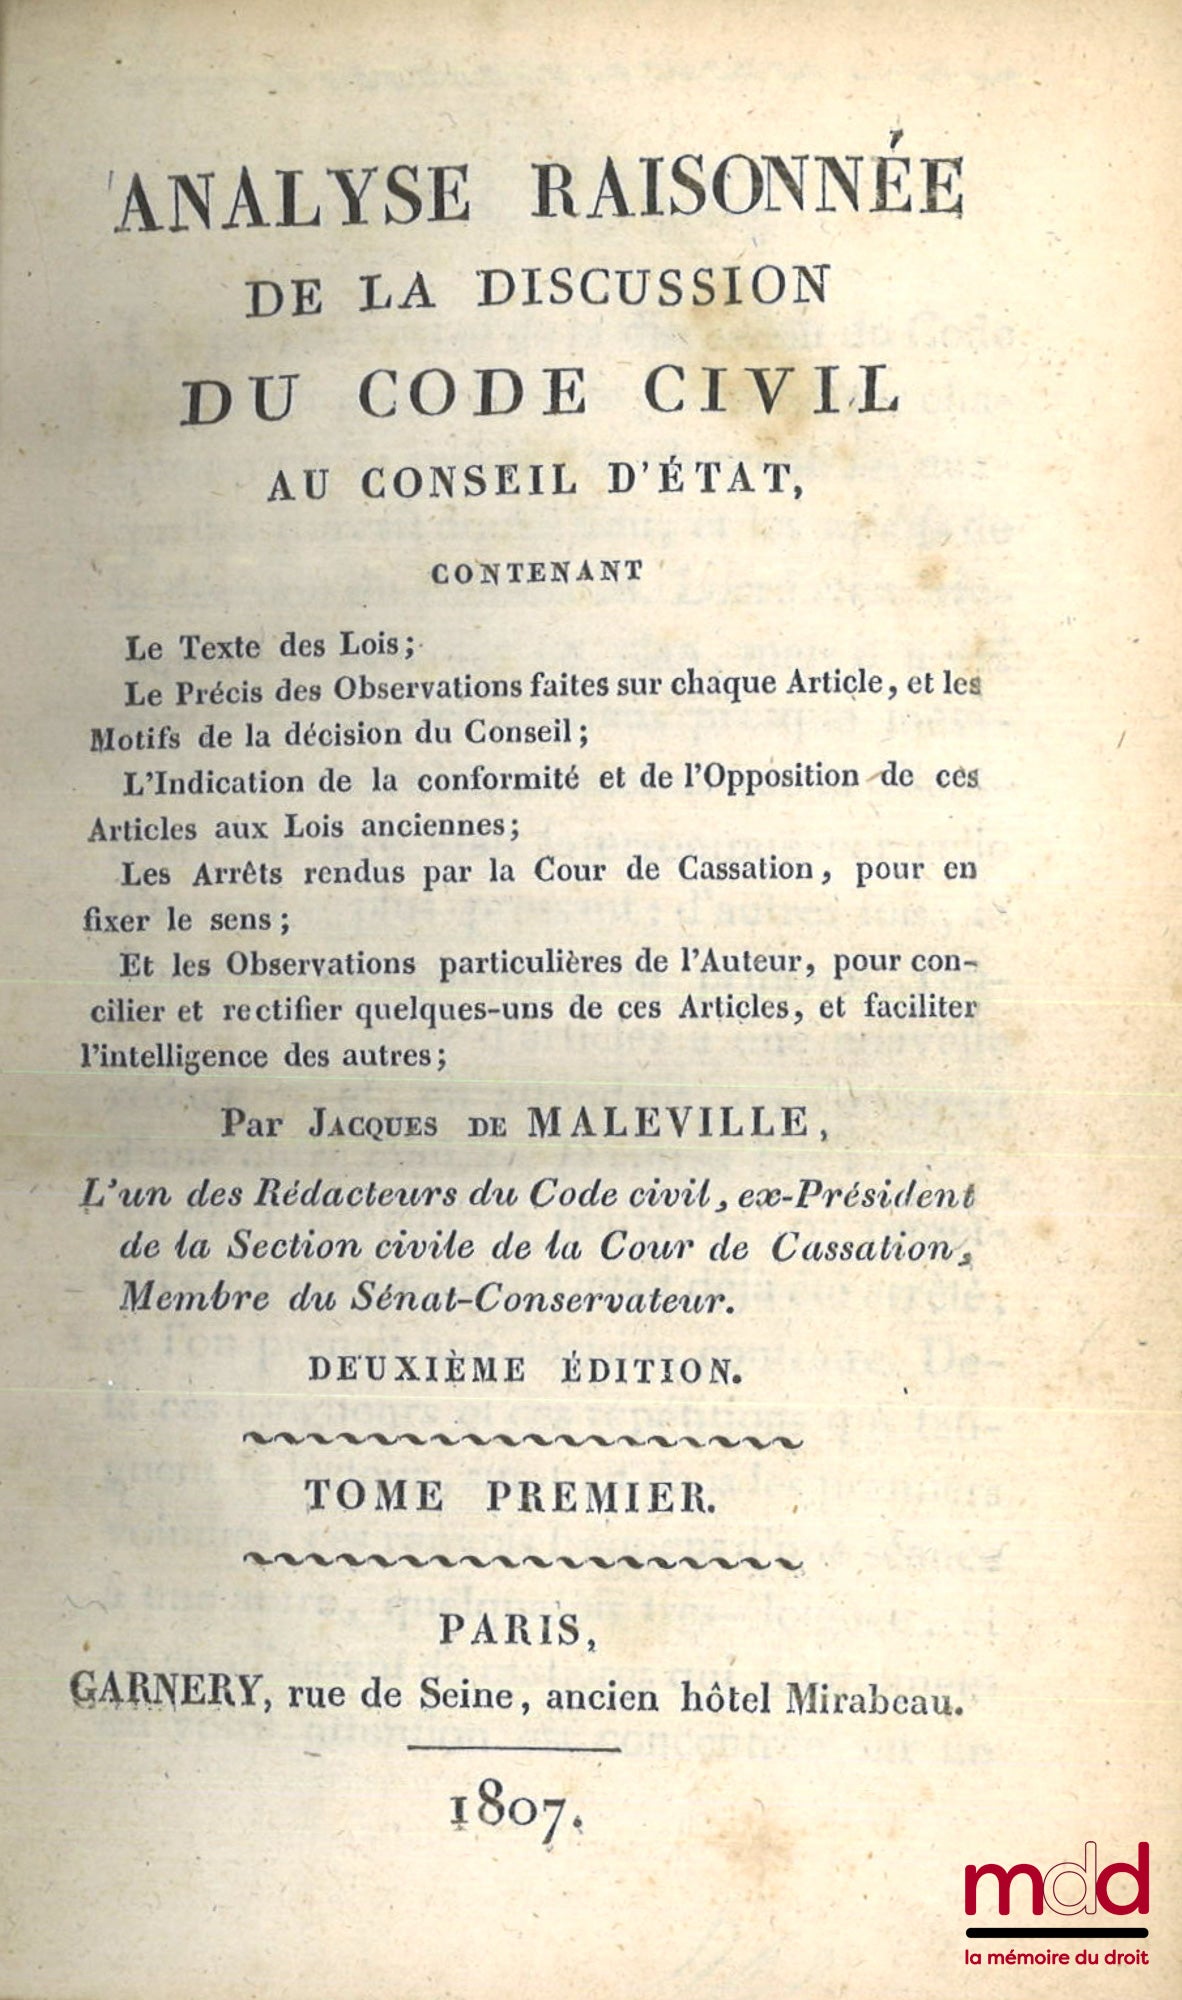 ANALYSE RAISONNÉE
DE LA DISCUSSION
DU CODE CIVIL
AU CONSEIL D'ÉTAT,
CONTENANT
Le Texte des Lois;
Le Précis des Observations faites sur chaque Article, et les
Motifs de la décision du Conseil;
L'Indication de la conformité et de l'Opposition de ces
Articles aux Lois anciennes;
Les Arrêts rendus par la Cour de Cassation, pour en
fixer le sens;
Et les Observations particulières de l'Auteur, pour con-
cilier et rectifier quelques-uns de ces Articles, et faciliter
l'intelligence des autres;
Par JACQUES DE MALEVILLE,
L'un des Rédacteurs du Code civil, ex-Président
de la Section civile de la Cour de Cassation,
Membre du Sénat-Conservateur.
DEUXIÈME ÉDITION.
TOME PREMIER.
PARIS,
GARNERY, rue de Seine, ancien hôtel Mirabeau.
1807.
mdd
la mémoire du droit